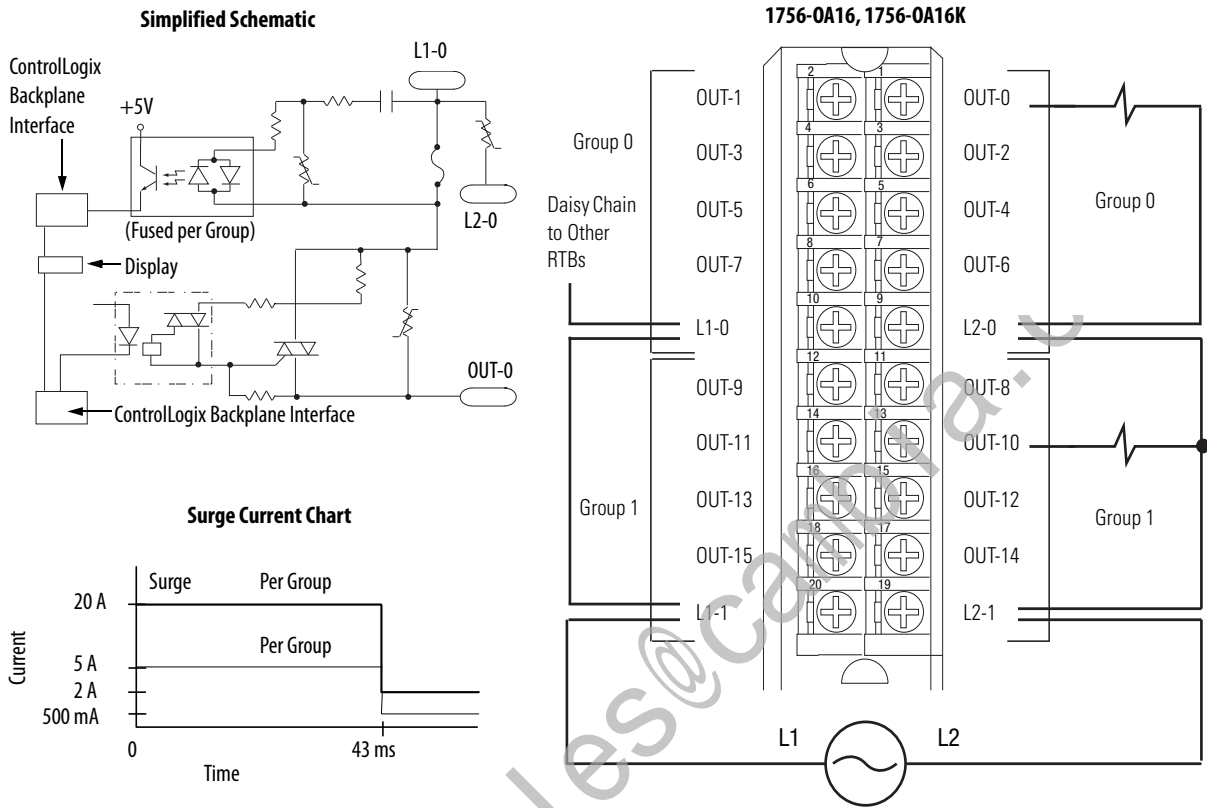 Simplified Schematic
ControlLogix
Backplane
Interface
+5V
L1-0
L2-0
(Fused per Group)
Display
OUT-0
ControlLogix Backplane Interface
Surge Current Chart
Current
20 A
5 A
2 A
500 mA
Surge
Per Group
Per Group
0
43 ms
Time
1756-OA16, 1756-OA16K
Group 0
Daisy Chain
to Other
RTBs
Group 1
OUT-1
OUT-3
OUT-5
OUT-7
L1-0
OUT-9
OUT-11
OUT-13
OUT-15
L1-1
2 1
4 3
6 5
8 7
10 9
12 11
14 13
16 15
18 17
20 19
OUT-0
OUT-2
OUT-4
OUT-6
L2-0
OUT-8
OUT-10
OUT-12
OUT-14
L2-1
Group 0
Group 1
L1
L2
les@cambia.c